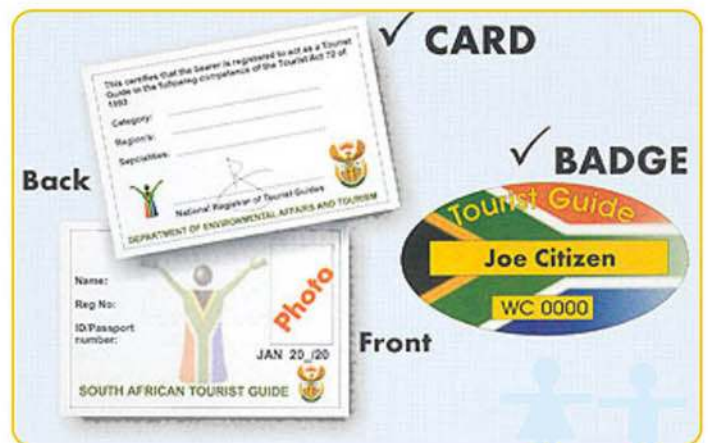 ✓ CARD
This certifies that the bearer is registered to act as a Tourist
Guide in the following competence of the Tourist Act 72 of
1993
Category:
Region/s:
Sepcialities:
National Registrar of Tourist Guides
DEPARTMENT OF ENVIRONMENTAL AFFAIRS AND TOURISM
Back
✓ BADGE
Tourist Guide
Joe Citizen
WC 0000
Name:
Reg No:
ID/Passport
number:
Photo
JAN 20_/20
SOUTH AFRICAN TOURIST GUIDE
Front